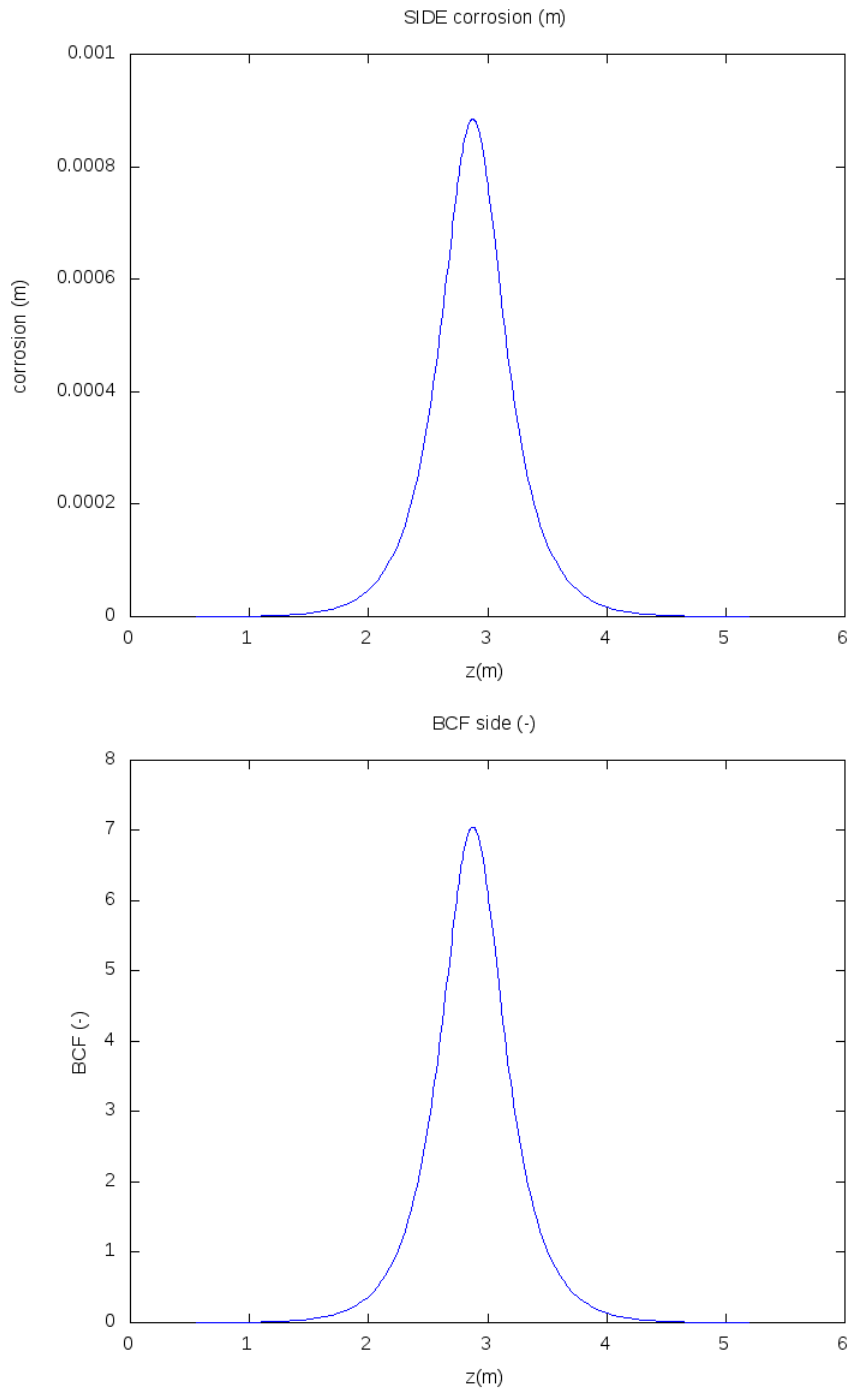 SIDE corrosion (m)
0.001
0.0008
0.0006
0.0004
0.0002
0
corrosion (m)
0 1 2 3 4 5 6
z(m)
BCF side (-)
8
7
6
5
4
3
2
1
0
BCF (-)
0 1 2 3 4 5 6
z(m)